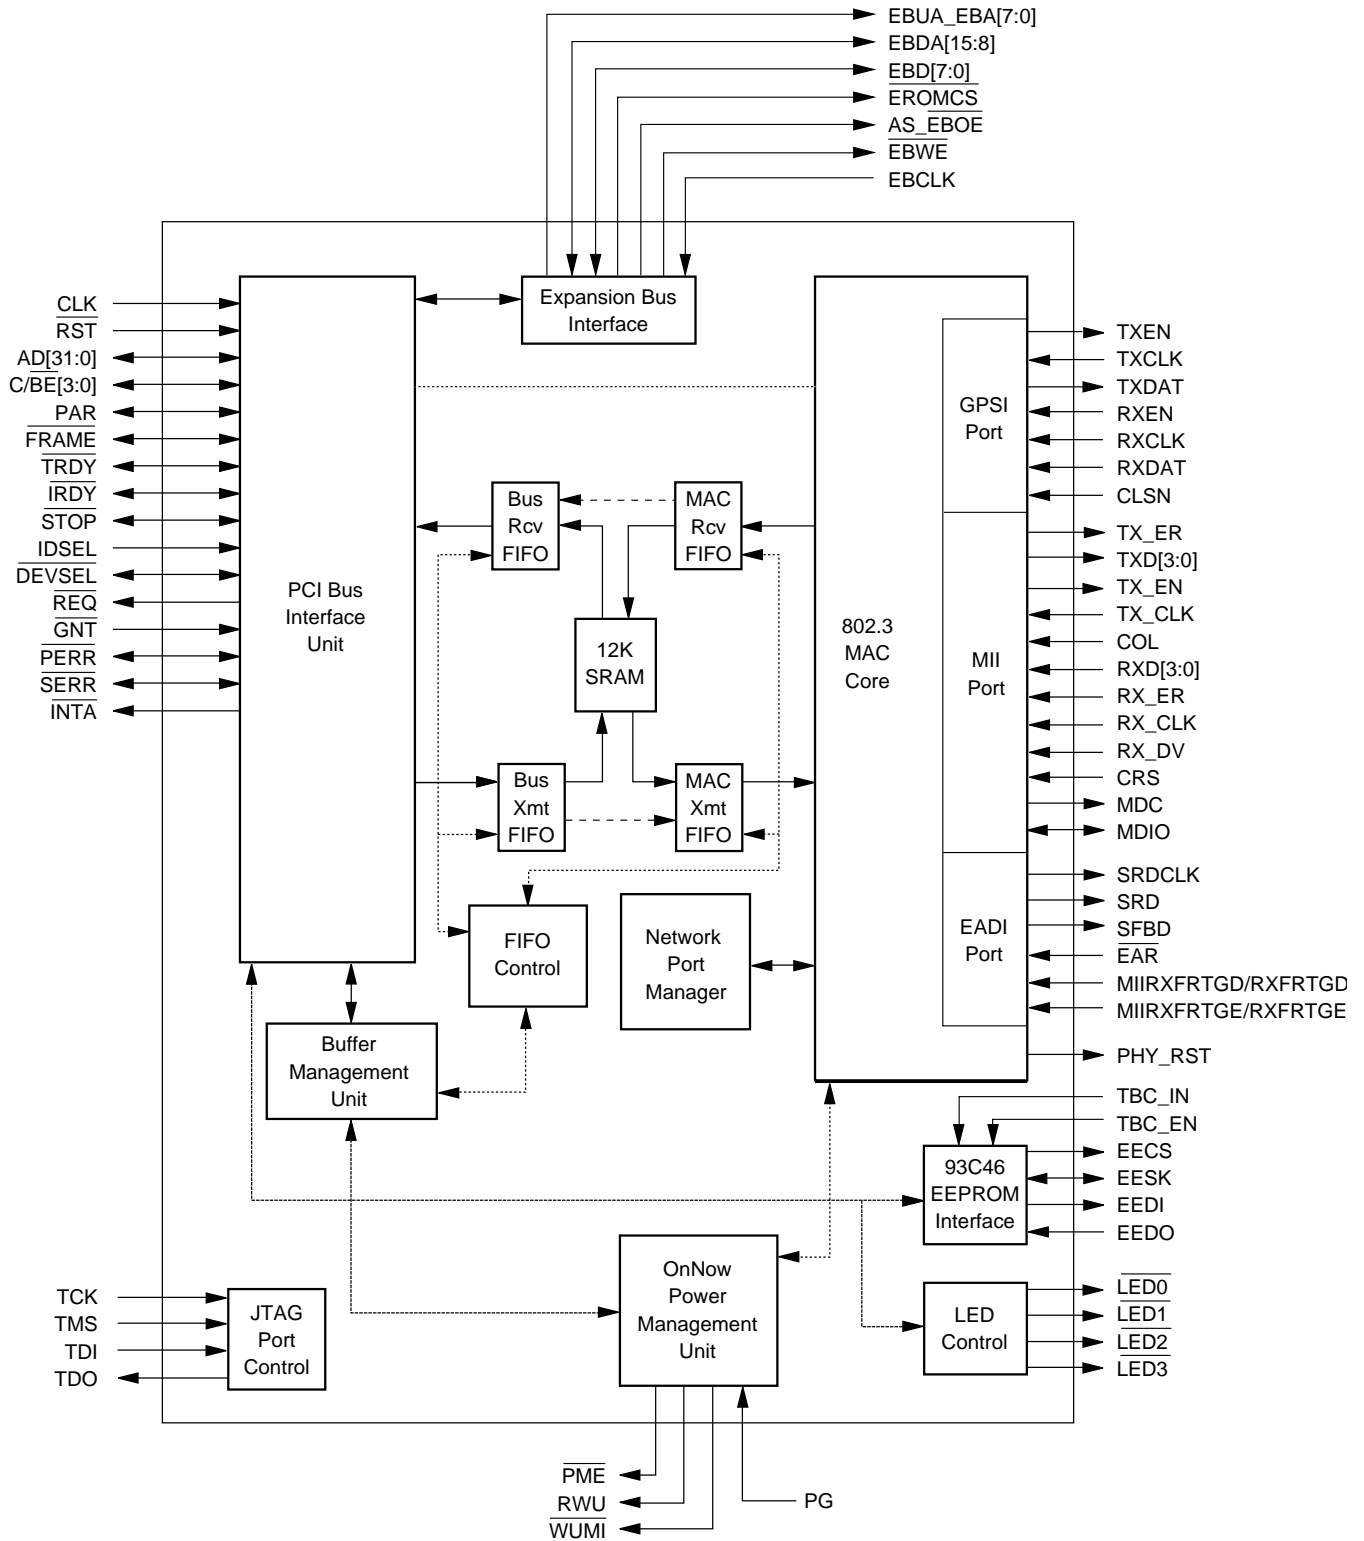 EBUA_EBA[7:0]
EBDA[15:8]
EBD[7:0]
EROMCS
AS_EBOE
EBWE
EBCLK
CLK
RST
AD[31:0]
C/BE[3:0]
PAR
FRAME
TRDY
IRDY
STOP
IDSEL
DEVSEL
REQ
GNT
PERR
SERR
INTA
PCI Bus
Interface
Unit
Expansion Bus
Interface
Bus
Rcv
FIFO
MAC
Rcv
FIFO
12K
SRAM
Bus
Xmt
FIFO
MAC
Xmt
FIFO
FIFO
Control
Network
Port
Manager
Buffer
Management
Unit
802.3
MAC
Core
GPSI
Port
MII
Port
EADI
Port
TXEN
TXCLK
TXDAT
RXEN
RXCLK
RXDAT
CLSN
TX_ER
TXD[3:0]
TX_EN
TX_CLK
COL
RXD[3:0]
RX_ER
RX_CLK
RX_DV
CRS
MDC
MDIO
SRDCLK
SRD
SFBD
EAR
MIIRXFRTGD/RXFRTGD
MIIRXFRTGE/RXFRTGE
PHY_RST
TBC_IN
TBC_EN
EECS
EESK
EEDI
EEDO
93C46
EEPROM
Interface
LED
Control
LED0
LED1
LED2
LED3
OnNow
Power
Management
Unit
TCK
TMS
TDI
TDO
JTAG
Port
Control
PME
RWU
WUMI
PG